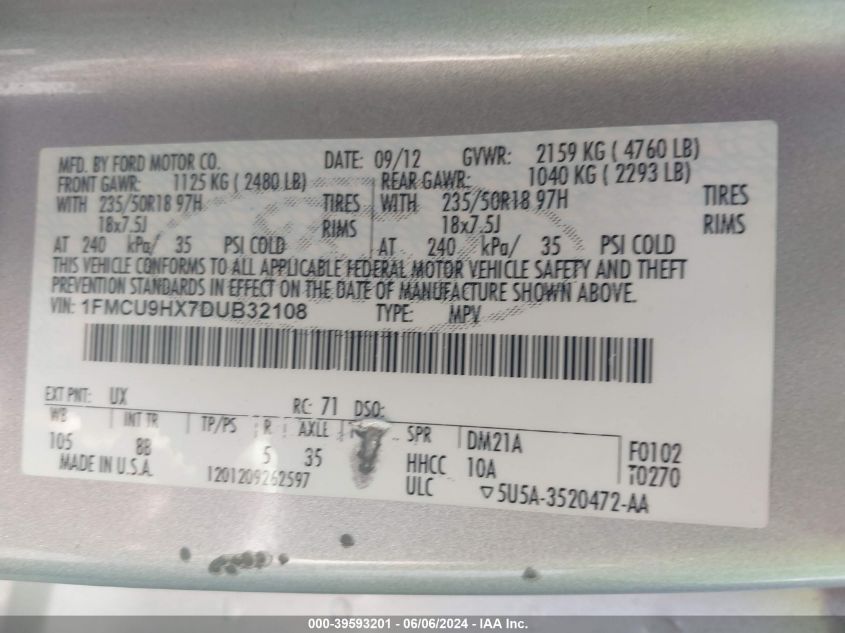 MFD. BY FORD MOTOR CO. DATE: 09/12 GVWR: 2159 KG ( 4760 LB)
FRONT GAWR: 1125 KG ( 2480 LB) REAR GAWR: 1040 KG ( 2293 LB)
WITH 235/50R18 97H TIRES WITH 235/50R18 97H TIRES
18x7.5J RIMS 18x7.5J RIMS
AT 240 kPa/ 35 PSI COLD AT 240 kPa/ 35 PSI COLD
THIS VEHICLE CONFORMS TO ALL APPLICABLE FEDERAL MOTOR VEHICLE SAFETY AND THEFT
PREVENTION STANDARDS IN EFFECT ON THE DATE OF MANUFACTURE SHOWN ABOVE.
VIN: 1FMCU9HX7DUB32108 TYPE: MPV
EXT PNT: UX RC: 71 DSO:
WB INT TR TP/PS R AXLE SPR DM21A F0102
105 88 5 35 HHCC 10A T0270
MADE IN U.S.A. 1201209262597 ULC ▽5U5A-3520472-AA
000-39593201 - 06/06/2024 - IAA Inc.